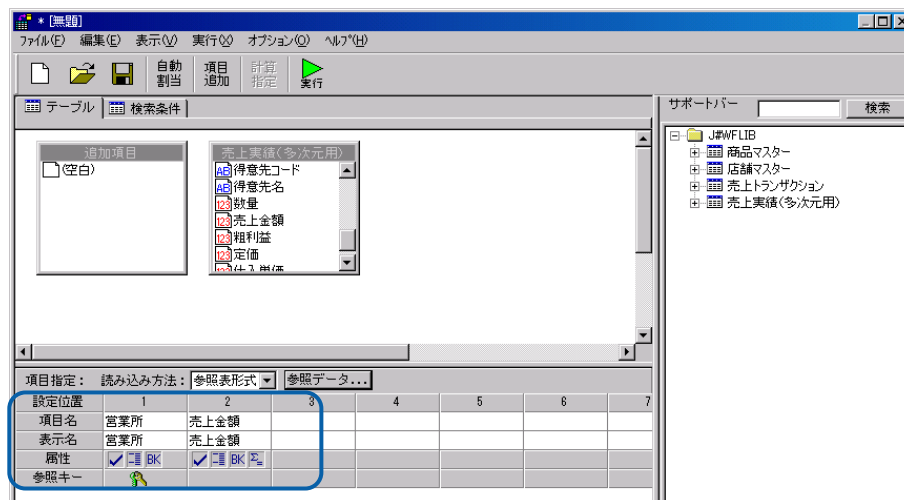 * [無題]
ファイル(F) 編集(E) 表示(V) 実行(X) オプション(O) ヘルプ(H)
自動割当 項目追加 計算指定 実行
テーブル 検索条件
サポートバー 検索
追加項目
(空白)
売上実績(多次元用)
得意先コード
得意先名
数量
売上金額
粗利益
定価
仕入単価
J#WFLIB
商品マスター
店舗マスター
売上トランザクション
売上実績(多次元用)
項目指定： 読み込み方法： 参照表形式 参照データ...
設定位置 1 2 3 4 5 6 7
項目名 営業所 売上金額
表示名 営業所 売上金額
属性 BK BK Σ
参照キー